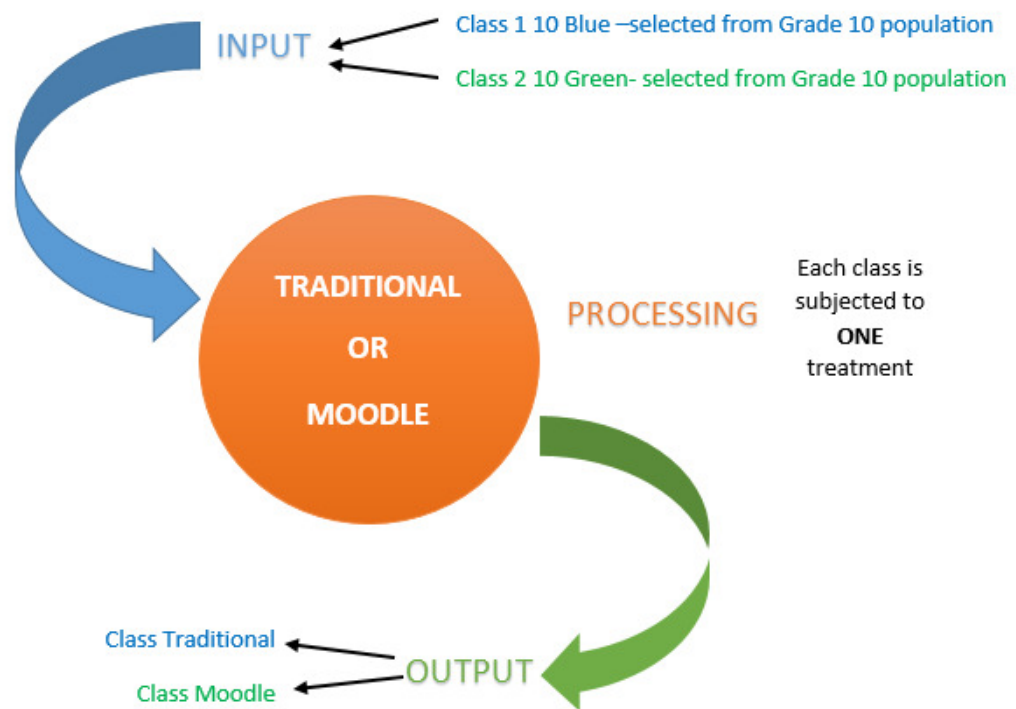 INPUT
Class 1 10 Blue –selected from Grade 10 population
Class 2 10 Green- selected from Grade 10 population
TRADITIONAL
OR
MOODLE
PROCESSING
Each class is
subjected to
ONE
treatment
Class Traditional
OUTPUT
Class Moodle